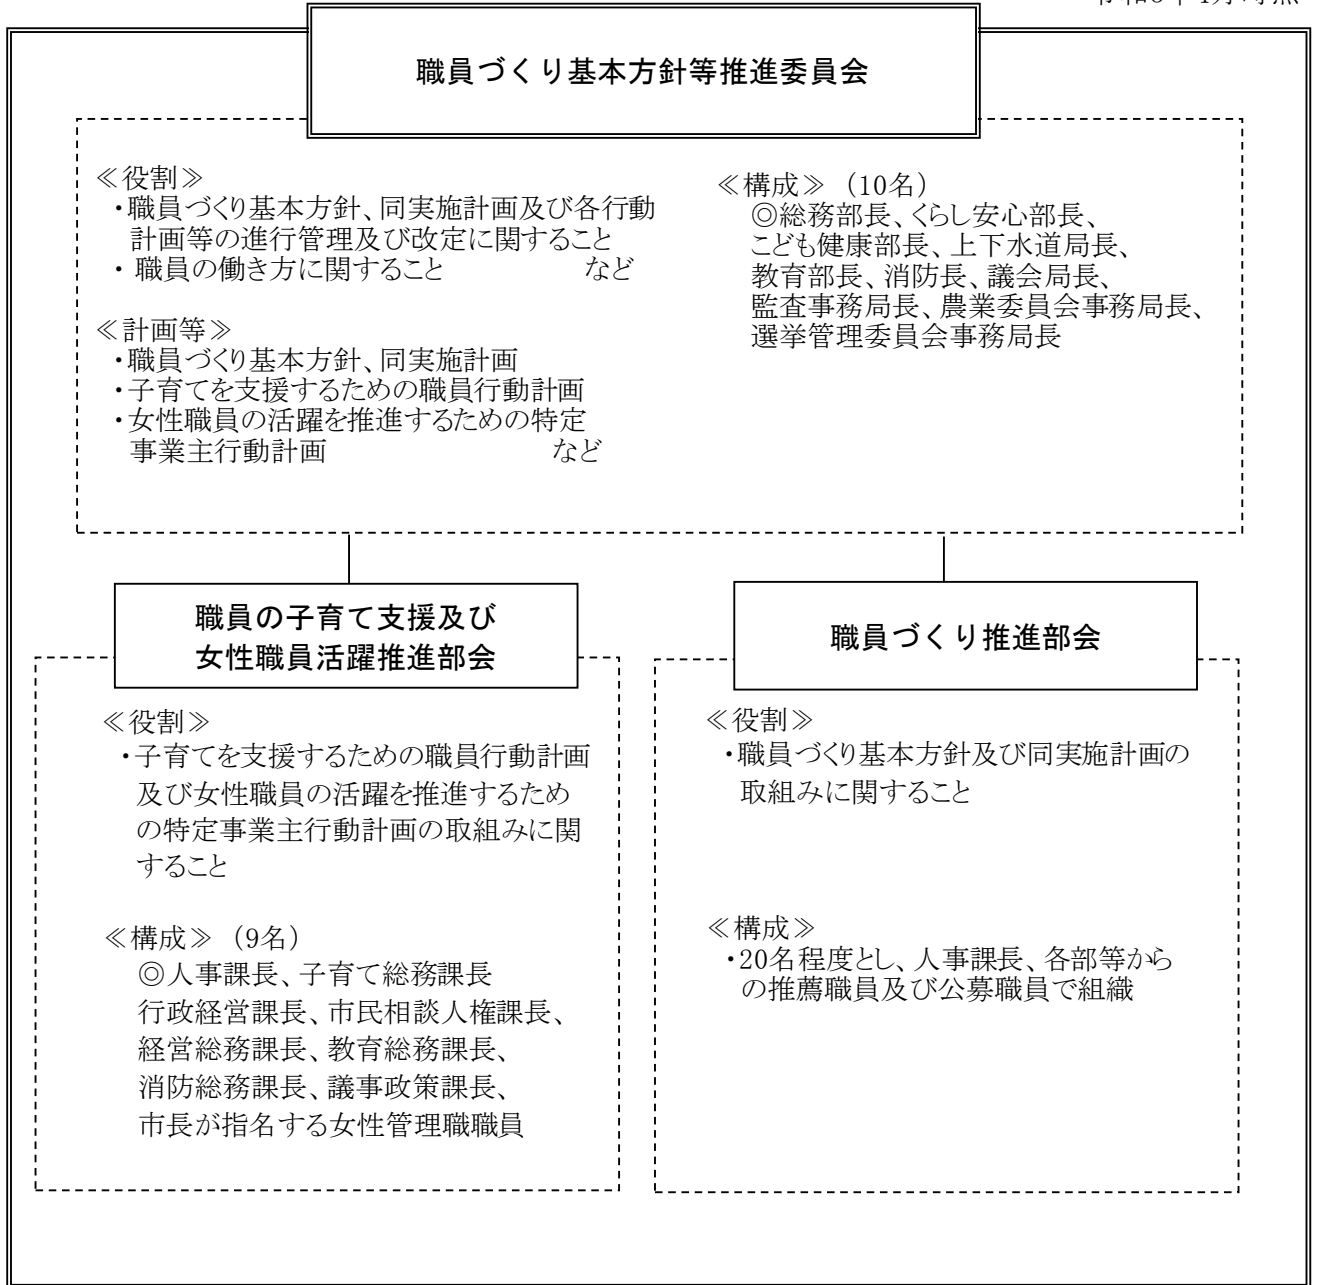 職員づくり基本方針等推進委員会
≪役割≫
・職員づくり基本方針、同実施計画及び各行動
計画等の進行管理及び改定に関すること
・ 職員の働き方に関すること　　　　など
≪計画等≫
・職員づくり基本方針、同実施計画
・子育てを支援するための職員行動計画
・女性職員の活躍を推進するための特定
事業主行動計画　　　　　　　など
≪構成≫（10名）
◎総務部長、くらし安心部長、
こども健康部長、上下水道局長、
教育部長、消防長、議会局長、
監査事務局長、農業委員会事務局長、
選挙管理委員会事務局長
職員の子育て支援及び
女性職員活躍推進部会
≪役割≫
・子育てを支援するための職員行動計画
及び女性職員の活躍を推進するため
の特定事業主行動計画の取組みに関
すること
≪構成≫（9名）
◎人事課長、子育て総務課長
行政経営課長、市民相談人権課長、
経営総務課長、教育総務課長、
消防総務課長、議事政策課長、
市長が指名する女性管理職職員
職員づくり推進部会
≪役割≫
・職員づくり基本方針及び同実施計画の
取組みに関すること
≪構成≫
・20名程度とし、人事課長、各部等から
の推薦職員及び公募職員で組織